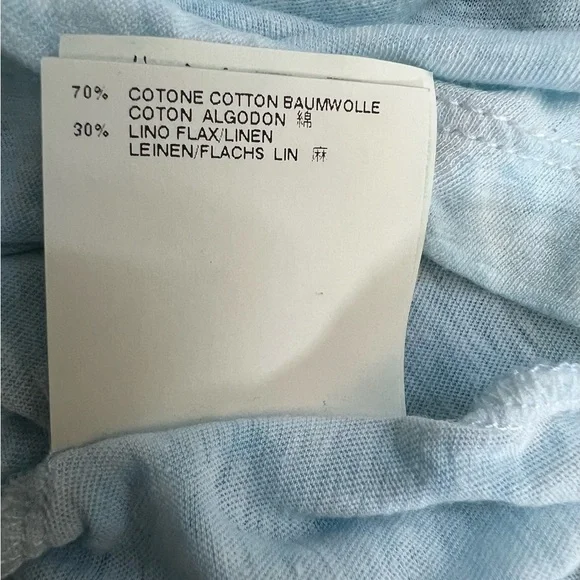 70% COTONE COTTON BAUMWOLLE
COTON ALGODON 綿
30% LINO FLAX/LINEN
LEINEN/FLACHS LIN 麻